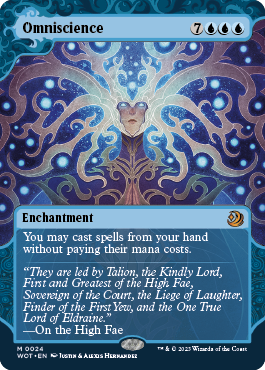 Omniscience 7
Enchantment
You may cast spells from your hand
without paying their mana costs.
“They are led by Talion, the Kindly Lord,
First and Greatest of the High Fae,
Sovereign of the Court, the Liege of Laughter,
Finder of the First Yew, and the One True
Lord of Eldraine.”
—On the High Fae
M 0024
WOT • EN Justin & Alexis Hernandez
™ & © 2023 Wizards of the Coast